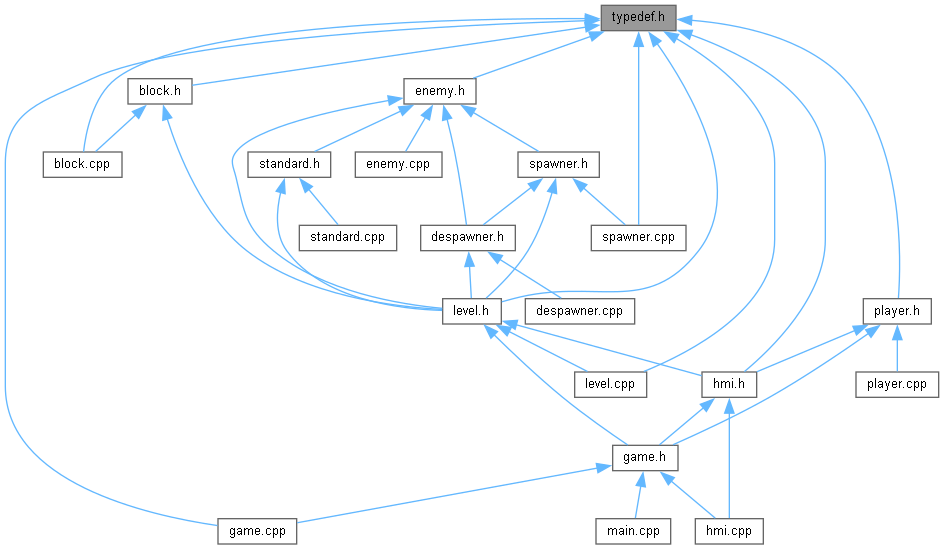 typedef.h
block.h
enemy.h
block.cpp
standard.h
enemy.cpp
spawner.h
standard.cpp
despawner.h
spawner.cpp
level.h
despawner.cpp
player.h
level.cpp
hmi.h
player.cpp
game.h
game.cpp
main.cpp
hmi.cpp